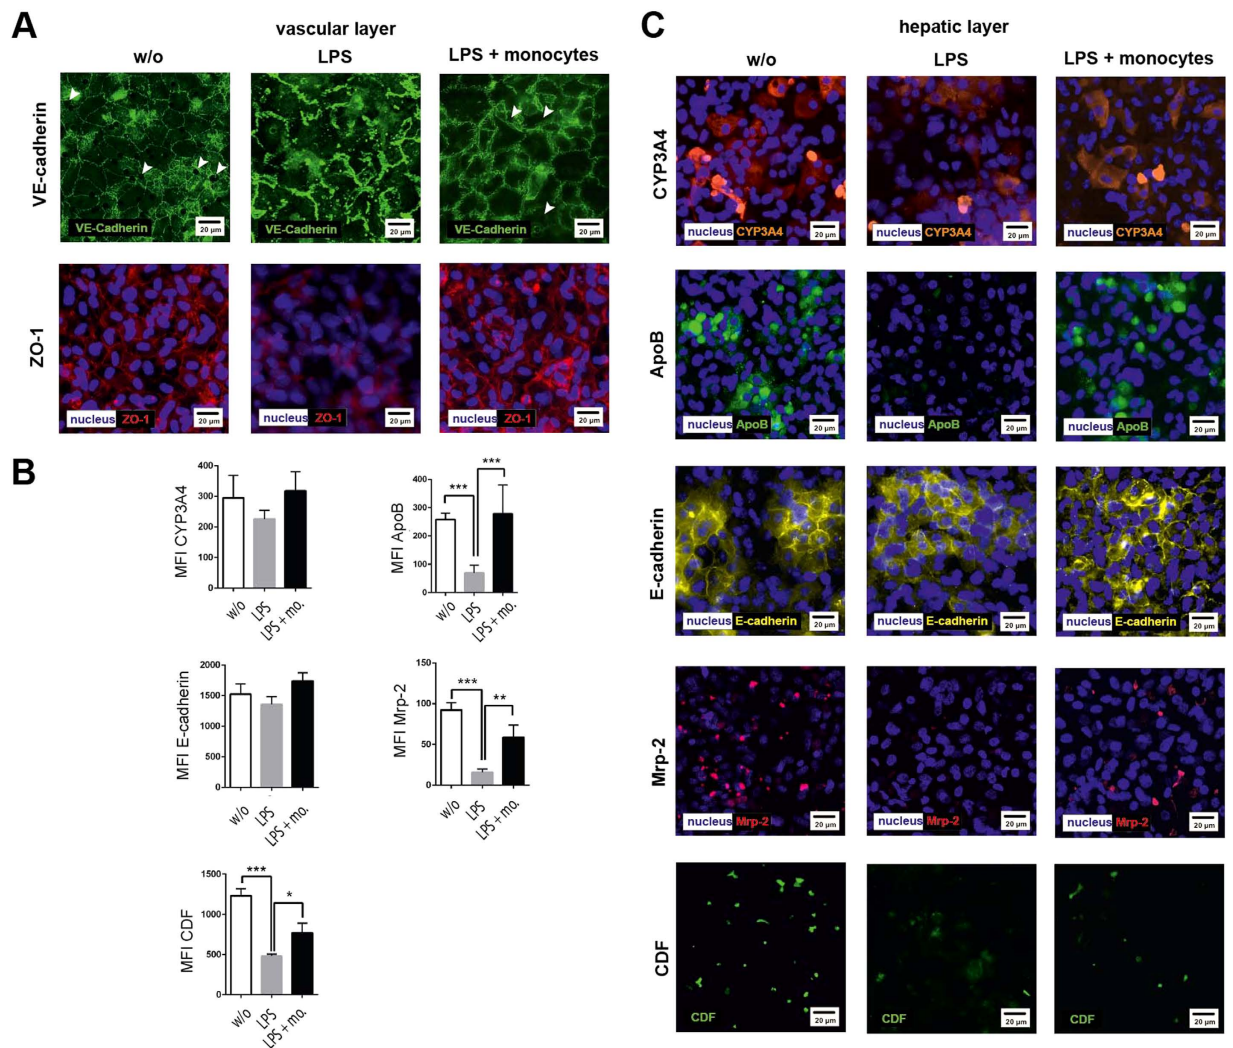 A
vascular layer
w/o
LPS
LPS + monocytes
VE-cadherin
VE-Cadherin
20 µm
VE-Cadherin
20 µm
VE-Cadherin
20 µm
ZO-1
nucleus ZO-1
20 µm
nucleus ZO-1
20 µm
nucleus ZO-1
20 µm
B
MFI CYP3A4
400
300
200
100
0
w/o
LPS
LPS + mo.
MFI ApoB
400
300
200
100
0
***
***
w/o
LPS
LPS + mo.
MFI E-cadherin
2000
1500
1000
500
0
w/o
LPS
LPS + mo.
MFI Mrp-2
150
100
50
0
***
**
w/o
LPS
LPS + mo.
MFI CDF
1500
1000
500
0
***
*
w/o
LPS
LPS + mo.
C
hepatic layer
w/o
LPS
LPS + monocytes
CYP3A4
nucleus CYP3A4
20 µm
nucleus CYP3A4
20 µm
nucleus CYP3A4
20 µm
ApoB
nucleus ApoB
20 µm
nucleus ApoB
20 µm
nucleus ApoB
20 µm
E-cadherin
nucleus E-cadherin
20 µm
nucleus E-cadherin
20 µm
nucleus E-cadherin
20 µm
Mrp-2
nucleus Mrp-2
20 µm
nucleus Mrp-2
20 µm
nucleus Mrp-2
20 µm
CDF
CDF
20 µm
CDF
20 µm
CDF
20 µm